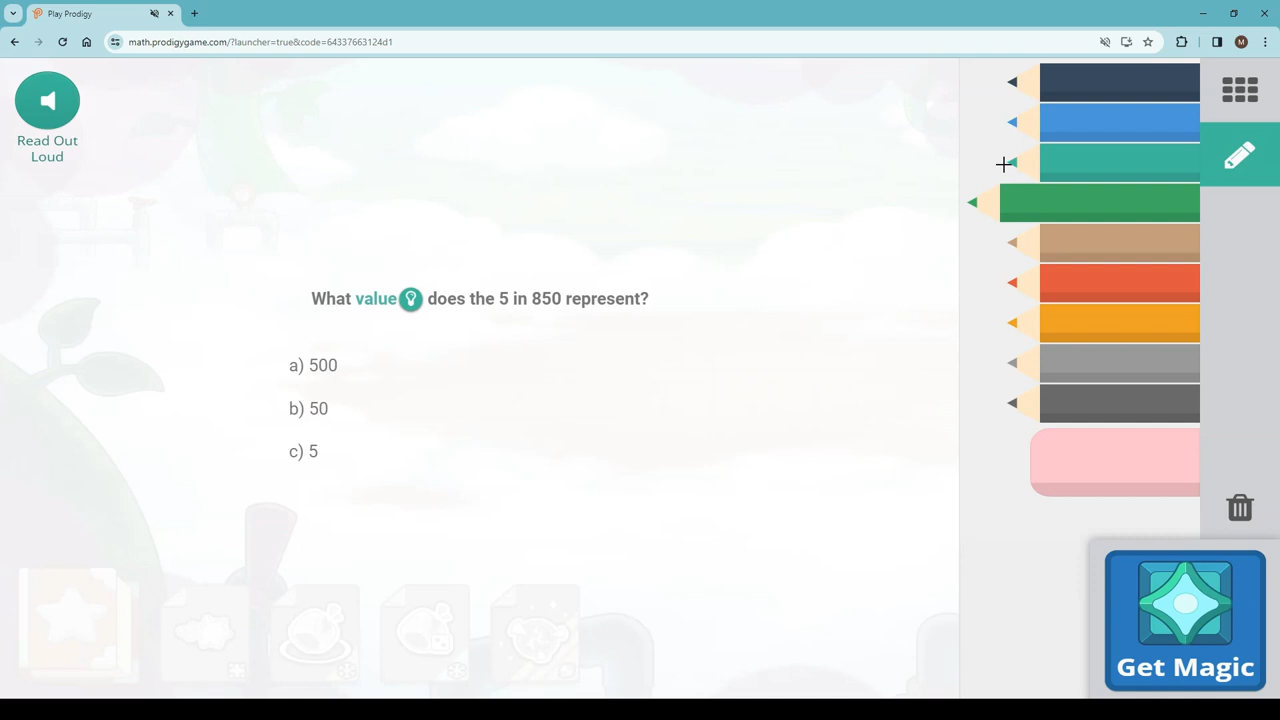 Play Prodigy
math.prodigygame.com/?launcher=true&code=64337663124d1
M
Read Out
Loud
What value does the 5 in 850 represent?
a) 500
b) 50
c) 5
Get Magic